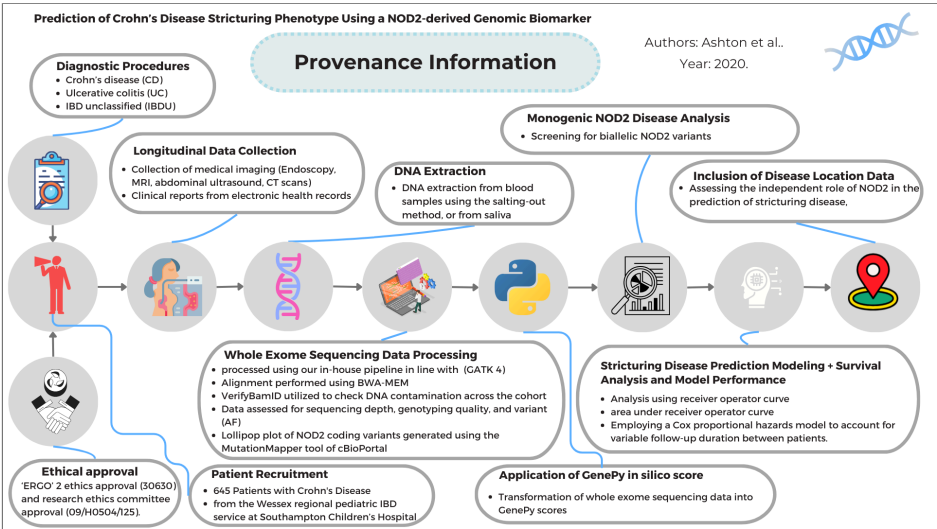 Prediction of Crohn's Disease Stricturing Phenotype Using a NOD2-derived Genomic Biomarker
Provenance Information
Authors: Ashton et al..
Year: 2020.
Diagnostic Procedures
• Crohn's disease (CD)
• Ulcerative colitis (UC)
• IBD unclassified (IBDU)
Longitudinal Data Collection
• Collection of medical imaging (Endoscopy,
MRI, abdominal ultrasound, CT scans)
• Clinical reports from electronic health records
DNA Extraction
• DNA extraction from blood
samples using the salting-out
method, or from saliva
Monogenic NOD2 Disease Analysis
• Screening for biallelic NOD2 variants
Inclusion of Disease Location Data
• Assessing the independent role of NOD2 in the
prediction of stricturing disease,
Whole Exome Sequencing Data Processing
• processed using our in-house pipeline in line with (GATK 4)
• Alignment performed using BWA-MEM
• VerifyBamID utilized to check DNA contamination across the cohort
• Data assessed for sequencing depth, genotyping quality, and variant
(AF)
• Lollipop plot of NOD2 coding variants generated using the
MutationMapper tool of cBioPortal
Stricturing Disease Prediction Modeling + Survival
Analysis and Model Performance
• Analysis using receiver operator curve
• area under receiver operator curve
• Employing a Cox proportional hazards model to account for
variable follow-up duration between patients.
Ethical approval
'ERGO' 2 ethics approval (30630)
and research ethics committee
approval (09/H0504/125).
Patient Recruitment
• 645 Patients with Crohn's Disease
• from the Wessex regional pediatric IBD
service at Southampton Children's Hospital
Application of GenePy in silico score
• Transformation of whole exome sequencing data into
GenePy scores